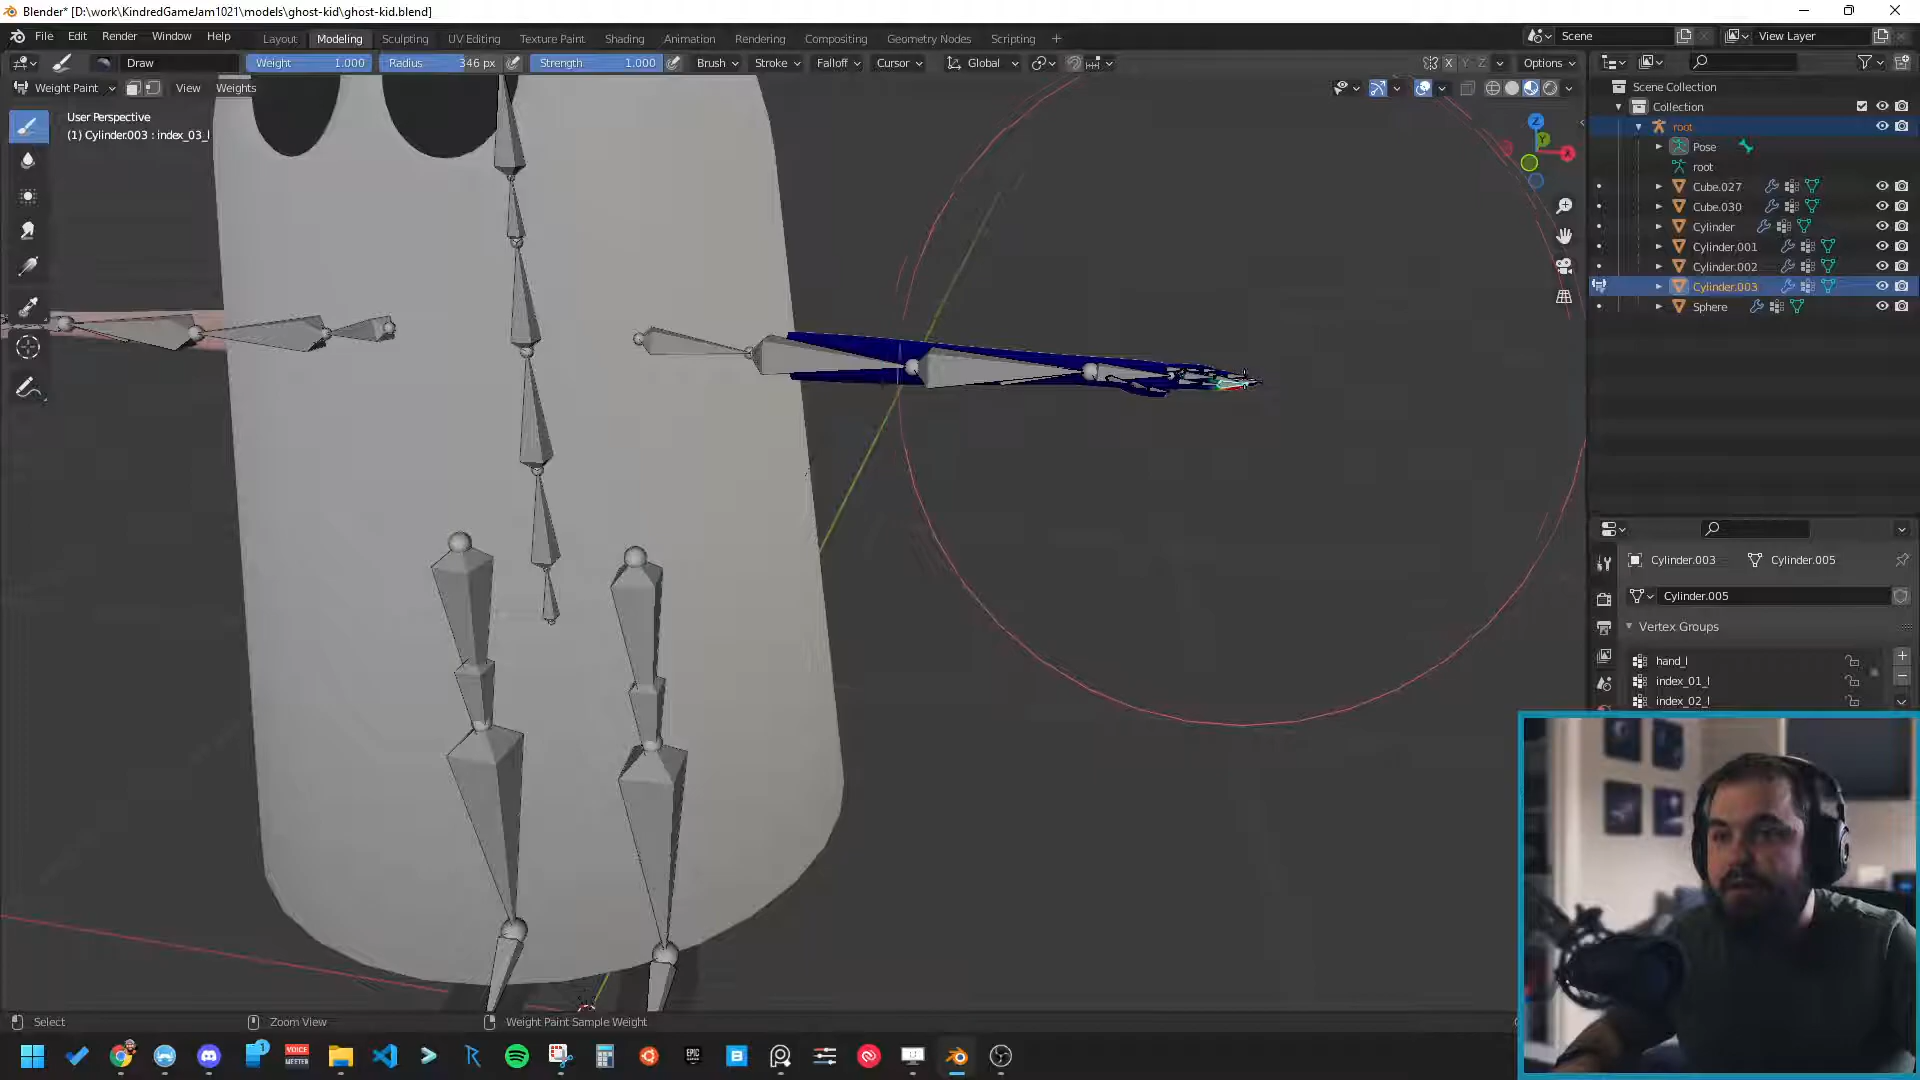 Blender* [D:\work\KindredGameJam1021\models\ghost-kid\ghost-kid.blend]
File Edit Render Window Help
Layout Modeling Sculpting UV Editing Texture Paint Shading Animation Rendering Compositing Geometry Nodes Scripting +
Scene View Layer
Draw Weight 1.000 Radius 346 px Strength 1.000 Brush Stroke Falloff Cursor Global X Y Z Options
Weight Paint View Weights
User Perspective
(1) Cylinder.003 : index_03_l
Z
Y
X
Scene Collection
Collection
root
Pose
root
Cube.027
Cube.030
Cylinder
Cylinder.001
Cylinder.002
Cylinder.003
Sphere
Cylinder.003 Cylinder.005
Cylinder.005
Vertex Groups
hand_l
index_01_l
index_02_l
Select Zoom View Weight Paint Sample Weight
1
VOICE
MEETER
EPIC